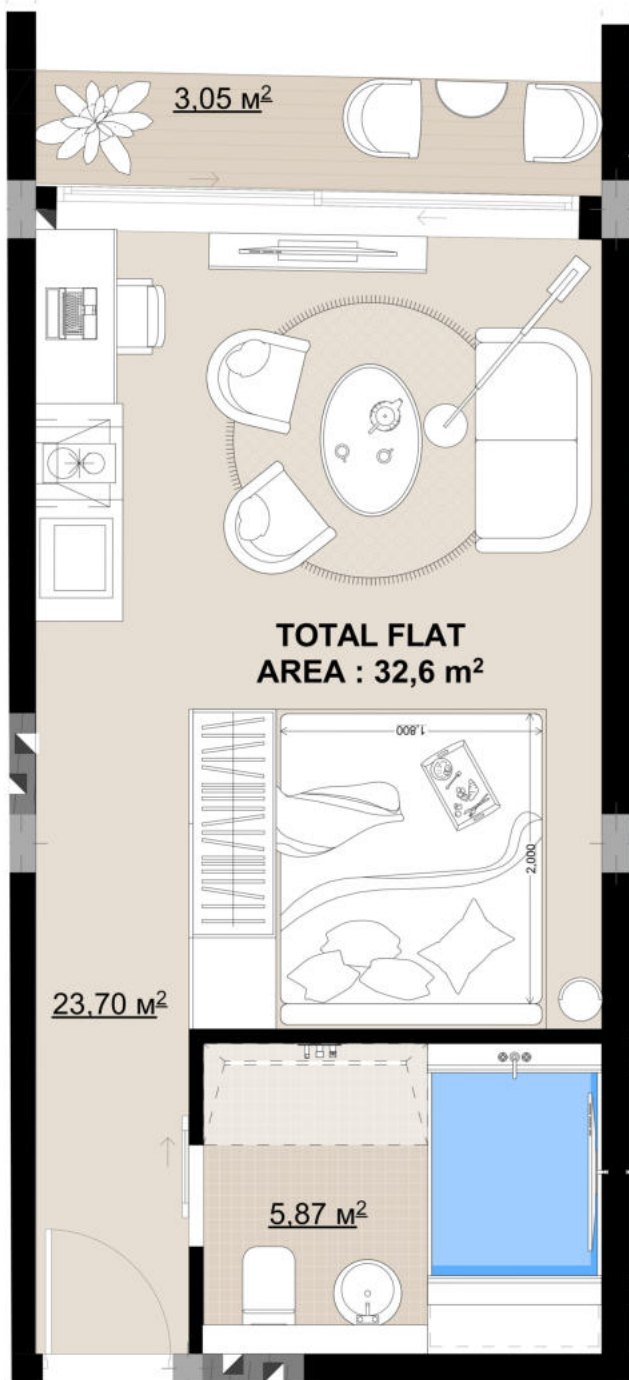 3,05 м²
TOTAL FLAT
AREA : 32,6 m²
1,800
2,000
23,70 м²
5,87 м²